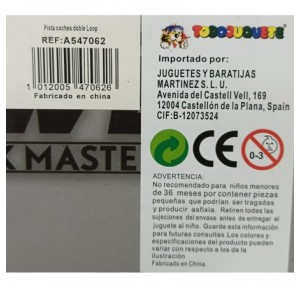 Pista coches doble Loop
REF:A547062
1012005 470626
Fabricado en china
K MASTE
TODOJUGUETE
Importado por:
JUGUETES Y BARATIJAS
MARTINEZ S. L. U.
Avenida del Castell Vell, 169
12004 Castellón de la Plana, Spain
CIF:B-12073524
CE
0-3
ADVERTENCIA:
No recomendado para niños menores
de 36 meses por contener piezas
pequeñas que podrían ser tragadas
y producir asfixia. Retiren todas las
sujeciones del envase antes de entregar el
juguete al niño. Guarde esta información
para futuras consultas. Los colores y
especificaciones del producto pueden
variar con respecto a los de la
ilustración
Fabricado en China